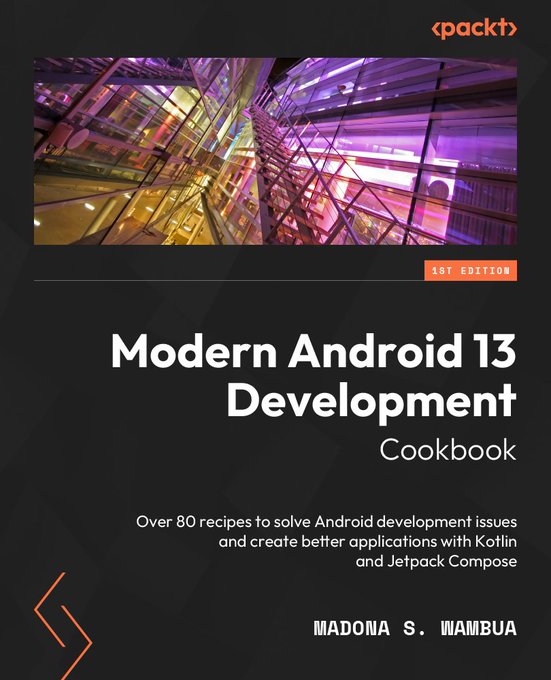 <packt>
1ST EDITION
Modern Android 13
Development
Cookbook
Over 80 recipes to solve Android development issues
and create better applications with Kotlin
and Jetpack Compose
MADONA S. WAMBUA